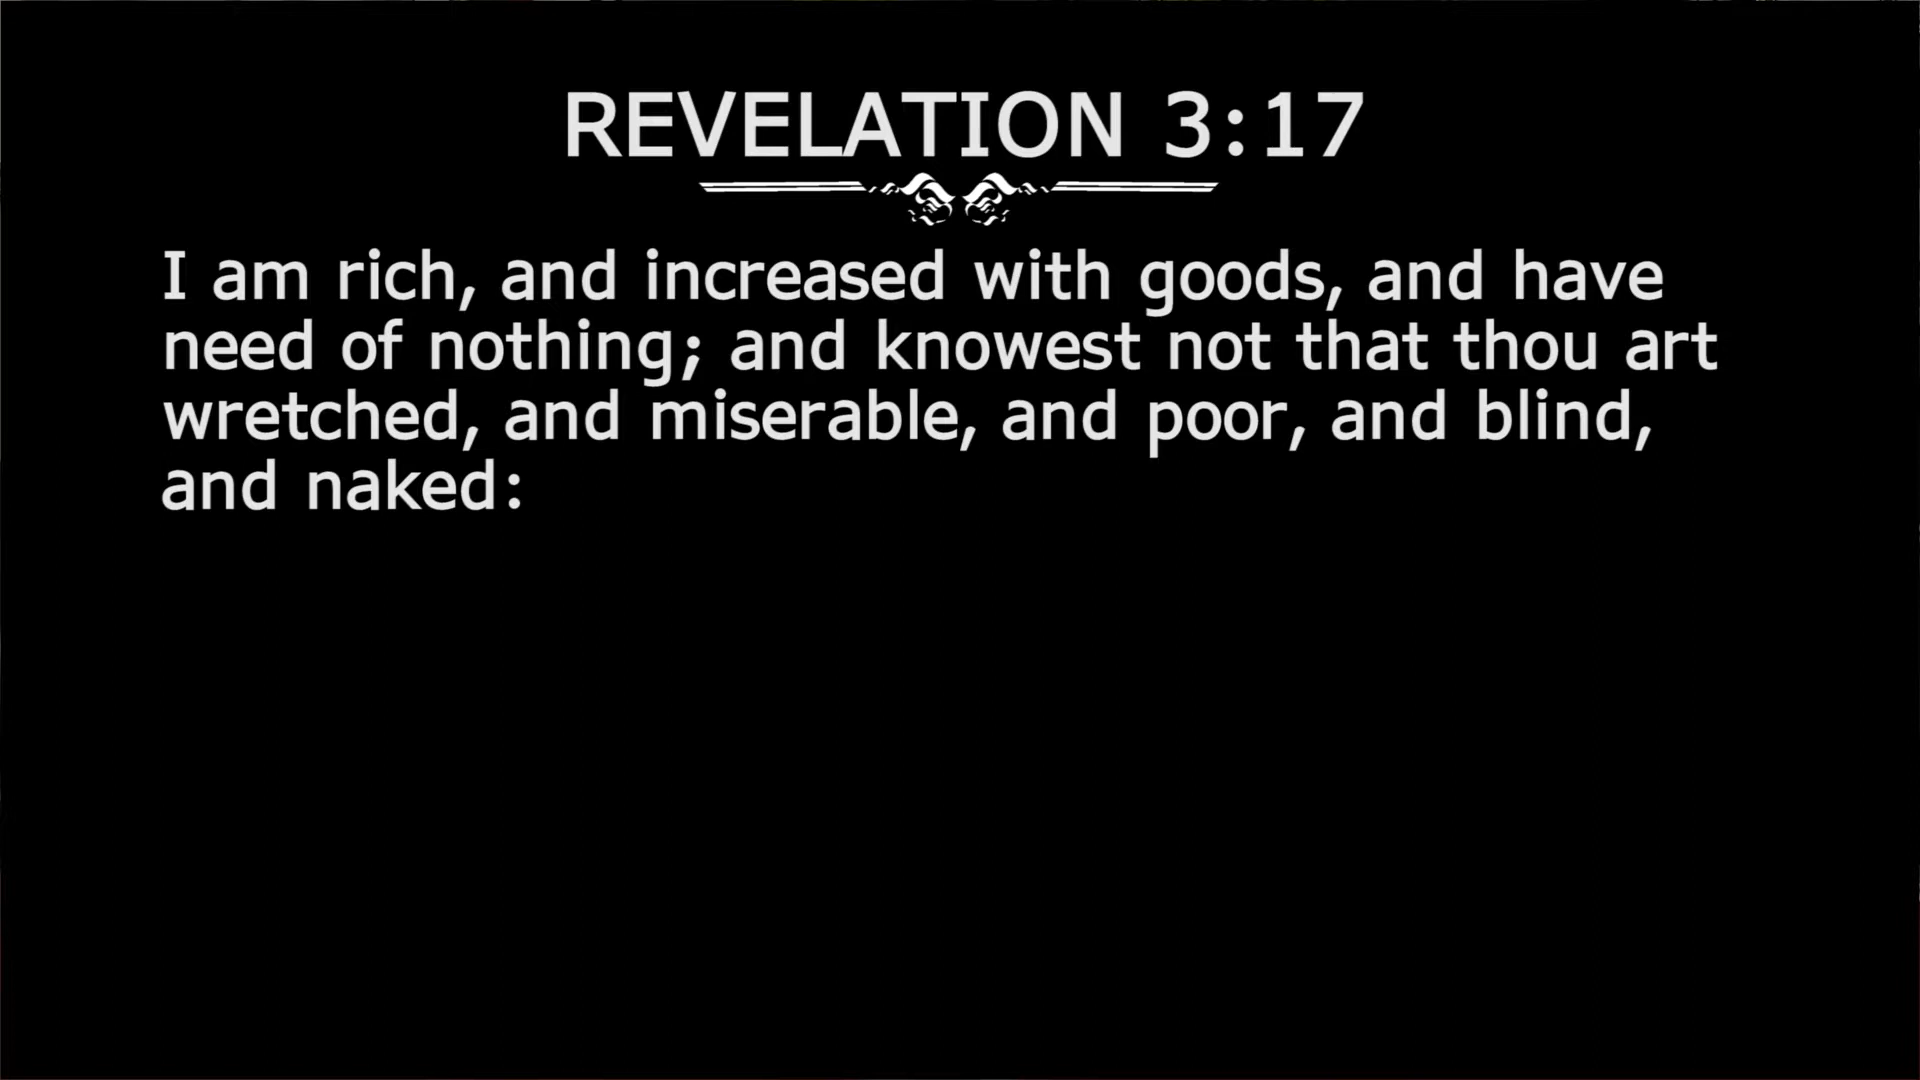 REVELATION 3:17
I am rich, and increased with goods, and have
need of nothing; and knowest not that thou art
wretched, and miserable, and poor, and blind,
and naked: